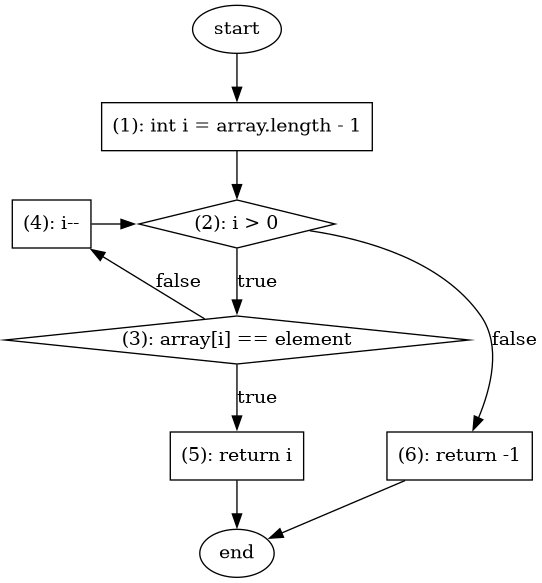 start
(1): int i = array.length - 1
(4): i--
(2): i > 0
false
true
(3): array[i] == element
false
true
(5): return i
(6): return -1
end